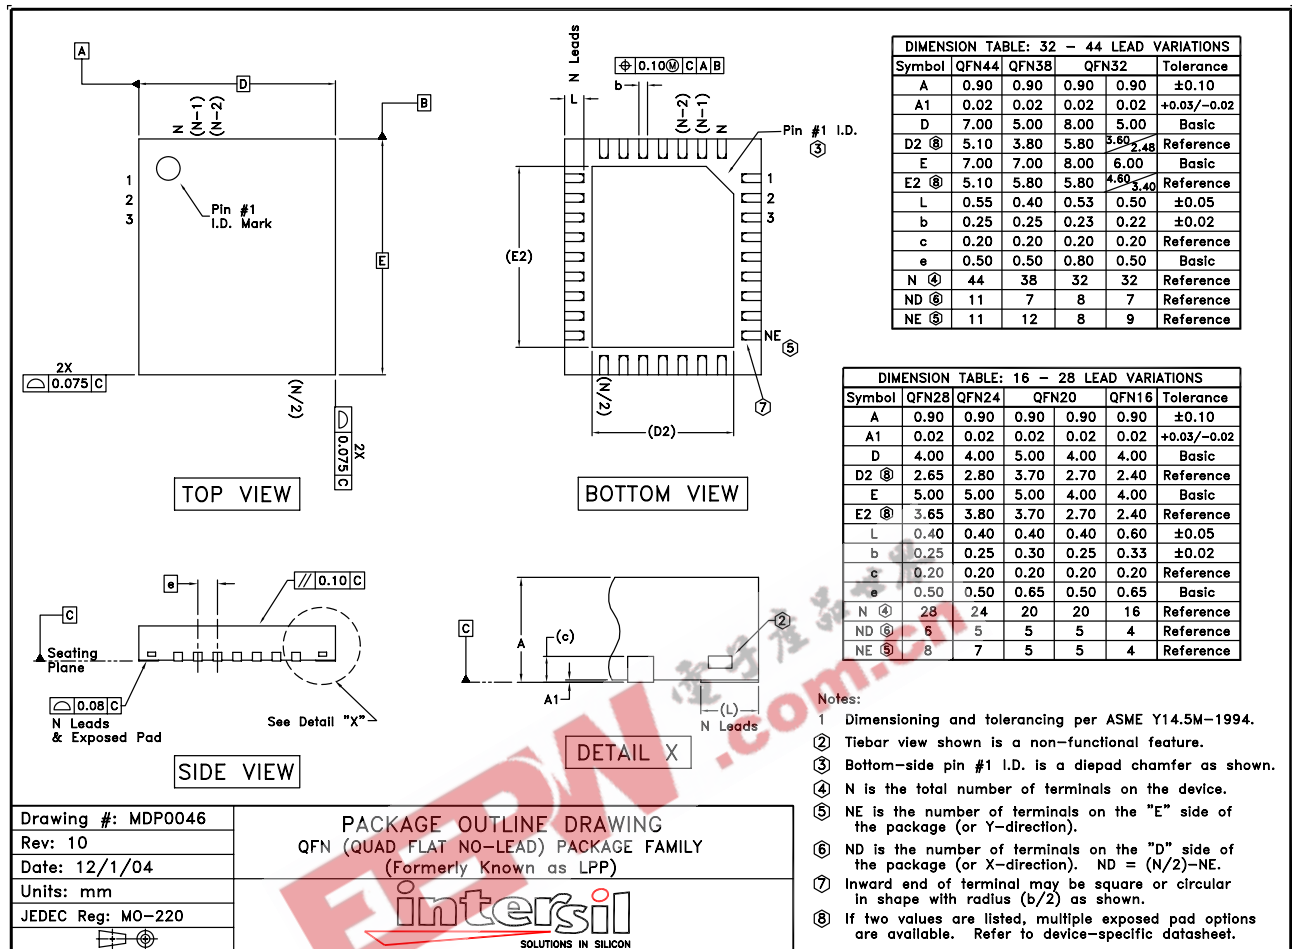 A
D
B
N
(N-1)
(N-2)
1
2
3
Pin #1
I.D. Mark
E
2X
0.075 C
(N/2)
2X
0.075 C
TOP VIEW
N Leads
L
b
0.10 Ⓜ C A B
(N-2)
(N-1)
N
Pin #1 I.D.
3
1
2
3
(E2)
NE
5
7
(N/2)
(D2)
BOTTOM VIEW
e
// 0.10 C
C
Seating
Plane
0.08 C
N Leads
& Exposed Pad
See Detail "X"
SIDE VIEW
C
A
(c)
A1
2
(L)
N Leads
DETAIL X
DIMENSION TABLE: 32 - 44 LEAD VARIATIONS
Symbol QFN44 QFN38 QFN32 Tolerance
A 0.90 0.90 0.90 0.90 ±0.10
A1 0.02 0.02 0.02 0.02 +0.03/-0.02
D 7.00 5.00 8.00 5.00 Basic
D2 ⑧ 5.10 3.80 5.80 3.60/2.48 Reference
E 7.00 7.00 8.00 6.00 Basic
E2 ⑧ 5.10 5.80 5.80 4.60/3.40 Reference
L 0.55 0.40 0.53 0.50 ±0.05
b 0.25 0.25 0.23 0.22 ±0.02
c 0.20 0.20 0.20 0.20 Reference
e 0.50 0.50 0.80 0.50 Basic
N ④ 44 38 32 32 Reference
ND ⑥ 11 7 8 7 Reference
NE ⑤ 11 12 8 9 Reference
DIMENSION TABLE: 16 - 28 LEAD VARIATIONS
Symbol QFN28 QFN24 QFN20 QFN16 Tolerance
A 0.90 0.90 0.90 0.90 0.90 ±0.10
A1 0.02 0.02 0.02 0.02 0.02 +0.03/-0.02
D 4.00 4.00 5.00 4.00 4.00 Basic
D2 ⑧ 2.65 2.80 3.70 2.70 2.40 Reference
E 5.00 5.00 5.00 4.00 4.00 Basic
E2 ⑧ 3.65 3.80 3.70 2.70 2.40 Reference
L 0.40 0.40 0.40 0.40 0.60 ±0.05
b 0.25 0.25 0.30 0.25 0.33 ±0.02
c 0.20 0.20 0.20 0.20 0.20 Reference
e 0.50 0.50 0.65 0.50 0.65 Basic
N ④ 28 24 20 20 16 Reference
ND ⑥ 6 5 5 5 4 Reference
NE ⑤ 8 7 5 5 4 Reference
Notes:
1 Dimensioning and tolerancing per ASME Y14.5M-1994.
② Tiebar view shown is a non-functional feature.
③ Bottom-side pin #1 I.D. is a diepad chamfer as shown.
④ N is the total number of terminals on the device.
⑤ NE is the number of terminals on the "E" side of
the package (or Y-direction).
⑥ ND is the number of terminals on the "D" side of
the package (or X-direction). ND = (N/2)-NE.
⑦ Inward end of terminal may be square or circular
in shape with radius (b/2) as shown.
⑧ If two values are listed, multiple exposed pad options
are available. Refer to device-specific datasheet.
Drawing #: MDP0046
Rev: 10
Date: 12/1/04
Units: mm
JEDEC Reg: MO-220
PACKAGE OUTLINE DRAWING
QFN (QUAD FLAT NO-LEAD) PACKAGE FAMILY
(Formerly Known as LPP)
intersil
SOLUTIONS IN SILICON
EEPW.com.cn
電子產品世界